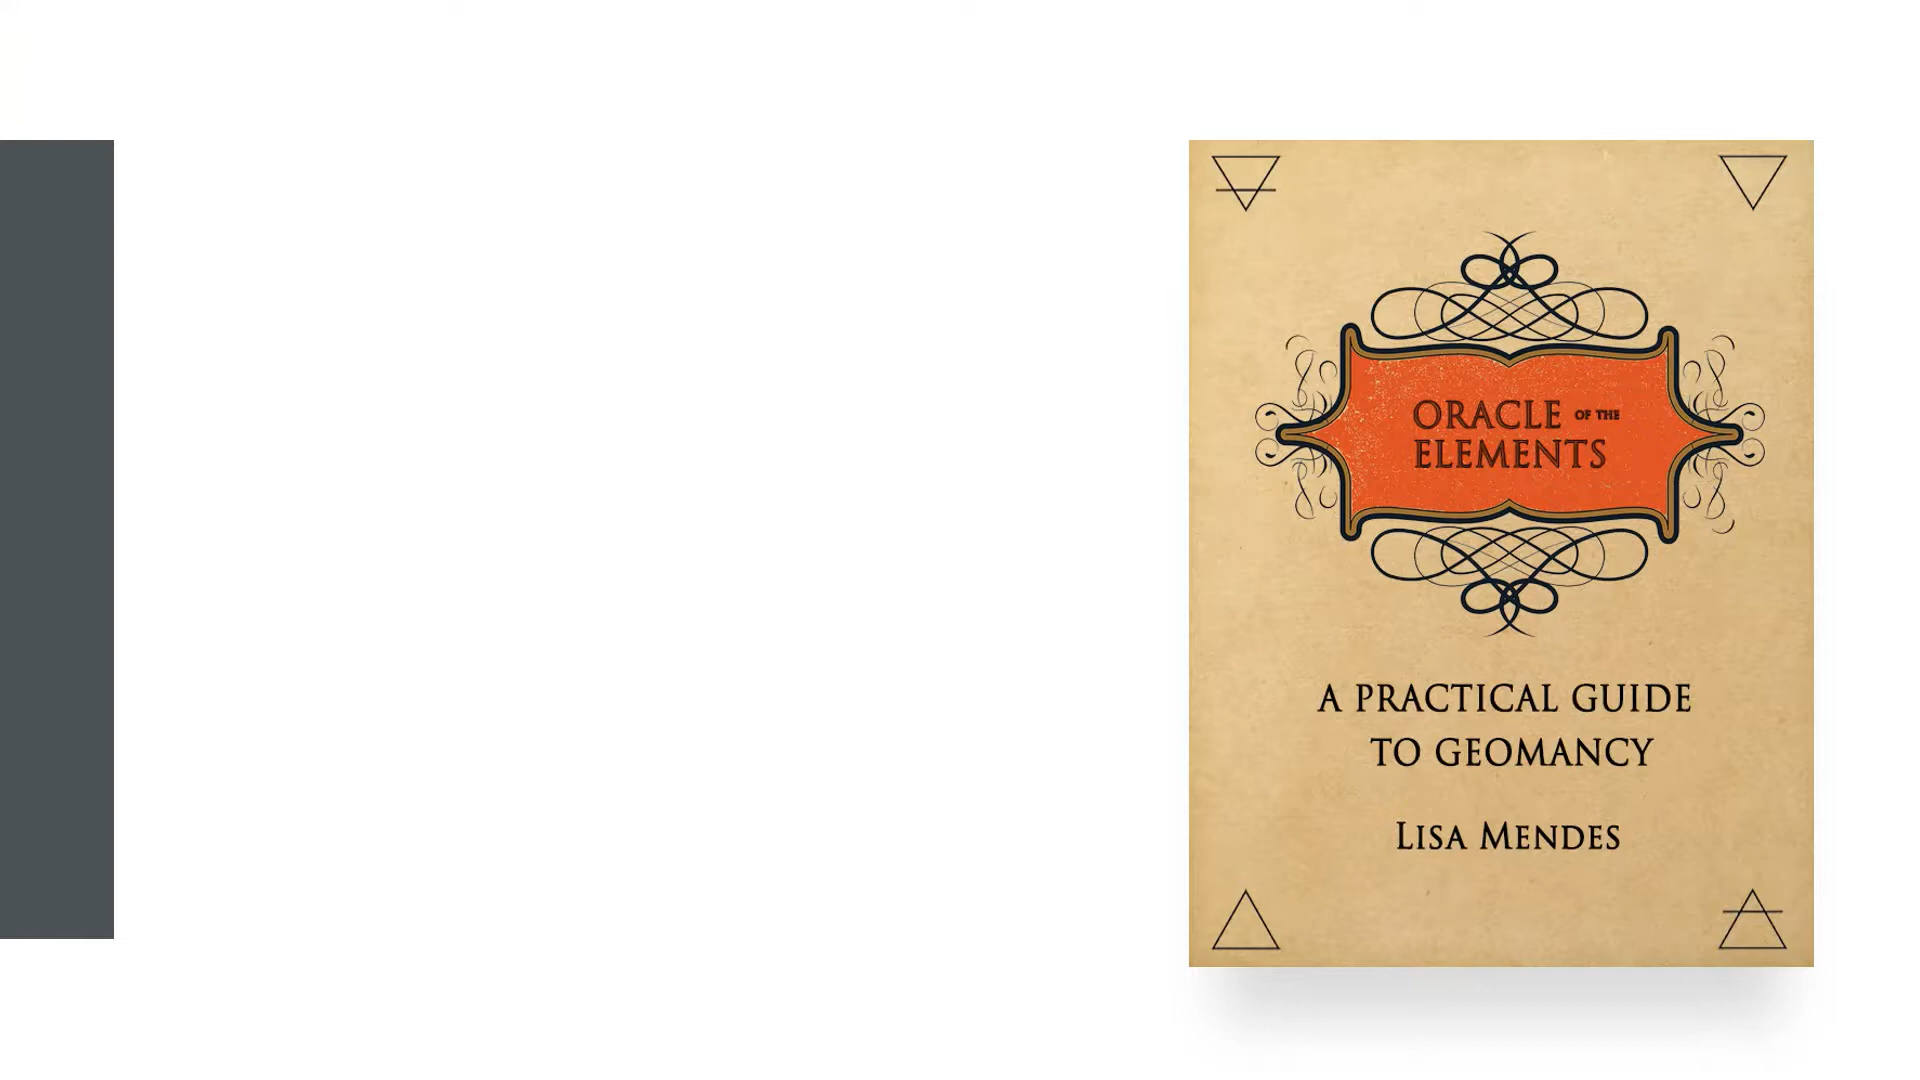 ORACLE OF THE
ELEMENTS
A PRACTICAL GUIDE
TO GEOMANCY
LISA MENDES